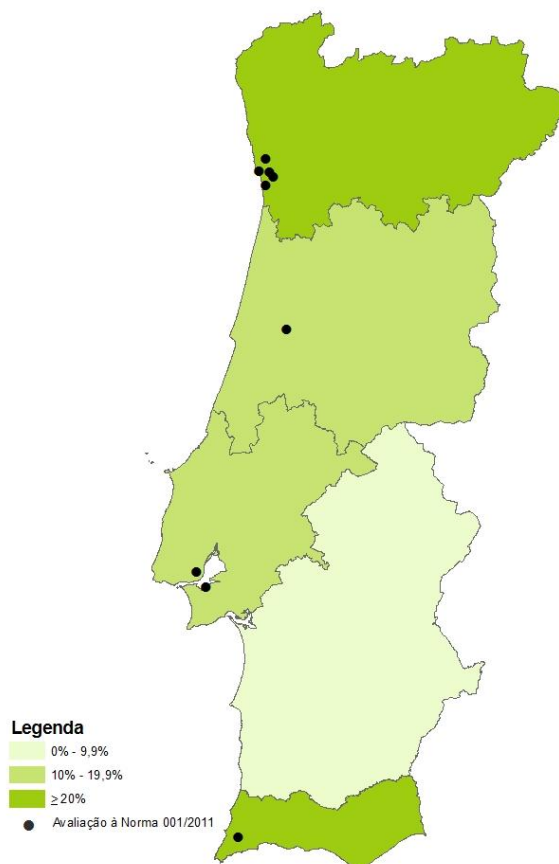 Legenda
0% - 9,9%
10% - 19,9%
≥20%
Avaliação à Norma 001/2011